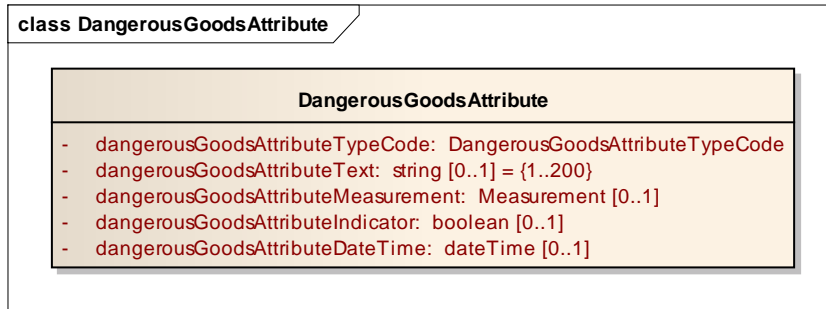 class DangerousGoodsAttribute
DangerousGoodsAttribute
- dangerousGoodsAttributeTypeCode: DangerousGoodsAttributeTypeCode
- dangerousGoodsAttributeText: string [0..1] = {1..200}
- dangerousGoodsAttributeMeasurement: Measurement [0..1]
- dangerousGoodsAttributeIndicator: boolean [0..1]
- dangerousGoodsAttributeDateTime: dateTime [0..1]